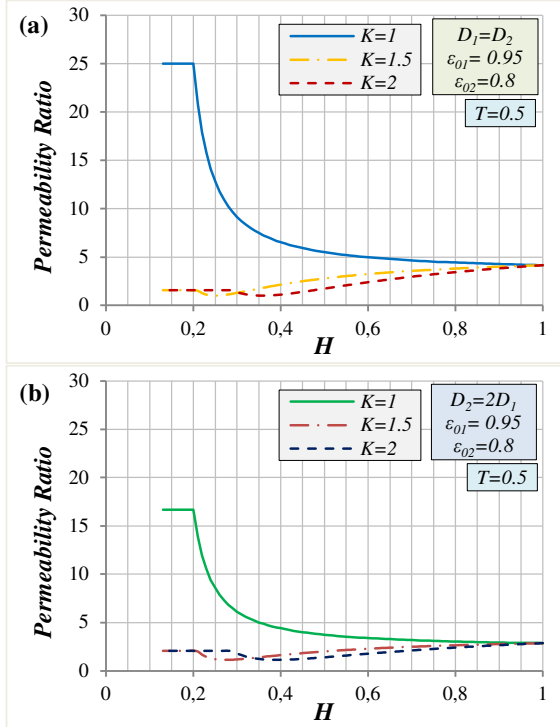 (a)
30
25
20
15
10
5
0
Permeability Ratio
K=1
K=1.5
K=2
D₁=D₂
ε₀₁= 0.95
ε₀₂=0.8
T=0.5
0 0,2 0,4 0,6 0,8 1
H
(b)
30
25
20
15
10
5
0
Permeability Ratio
K=1
K=1.5
K=2
D₂=2D₁
ε₀₁= 0.95
ε₀₂=0.8
T=0.5
0 0,2 0,4 0,6 0,8 1
H